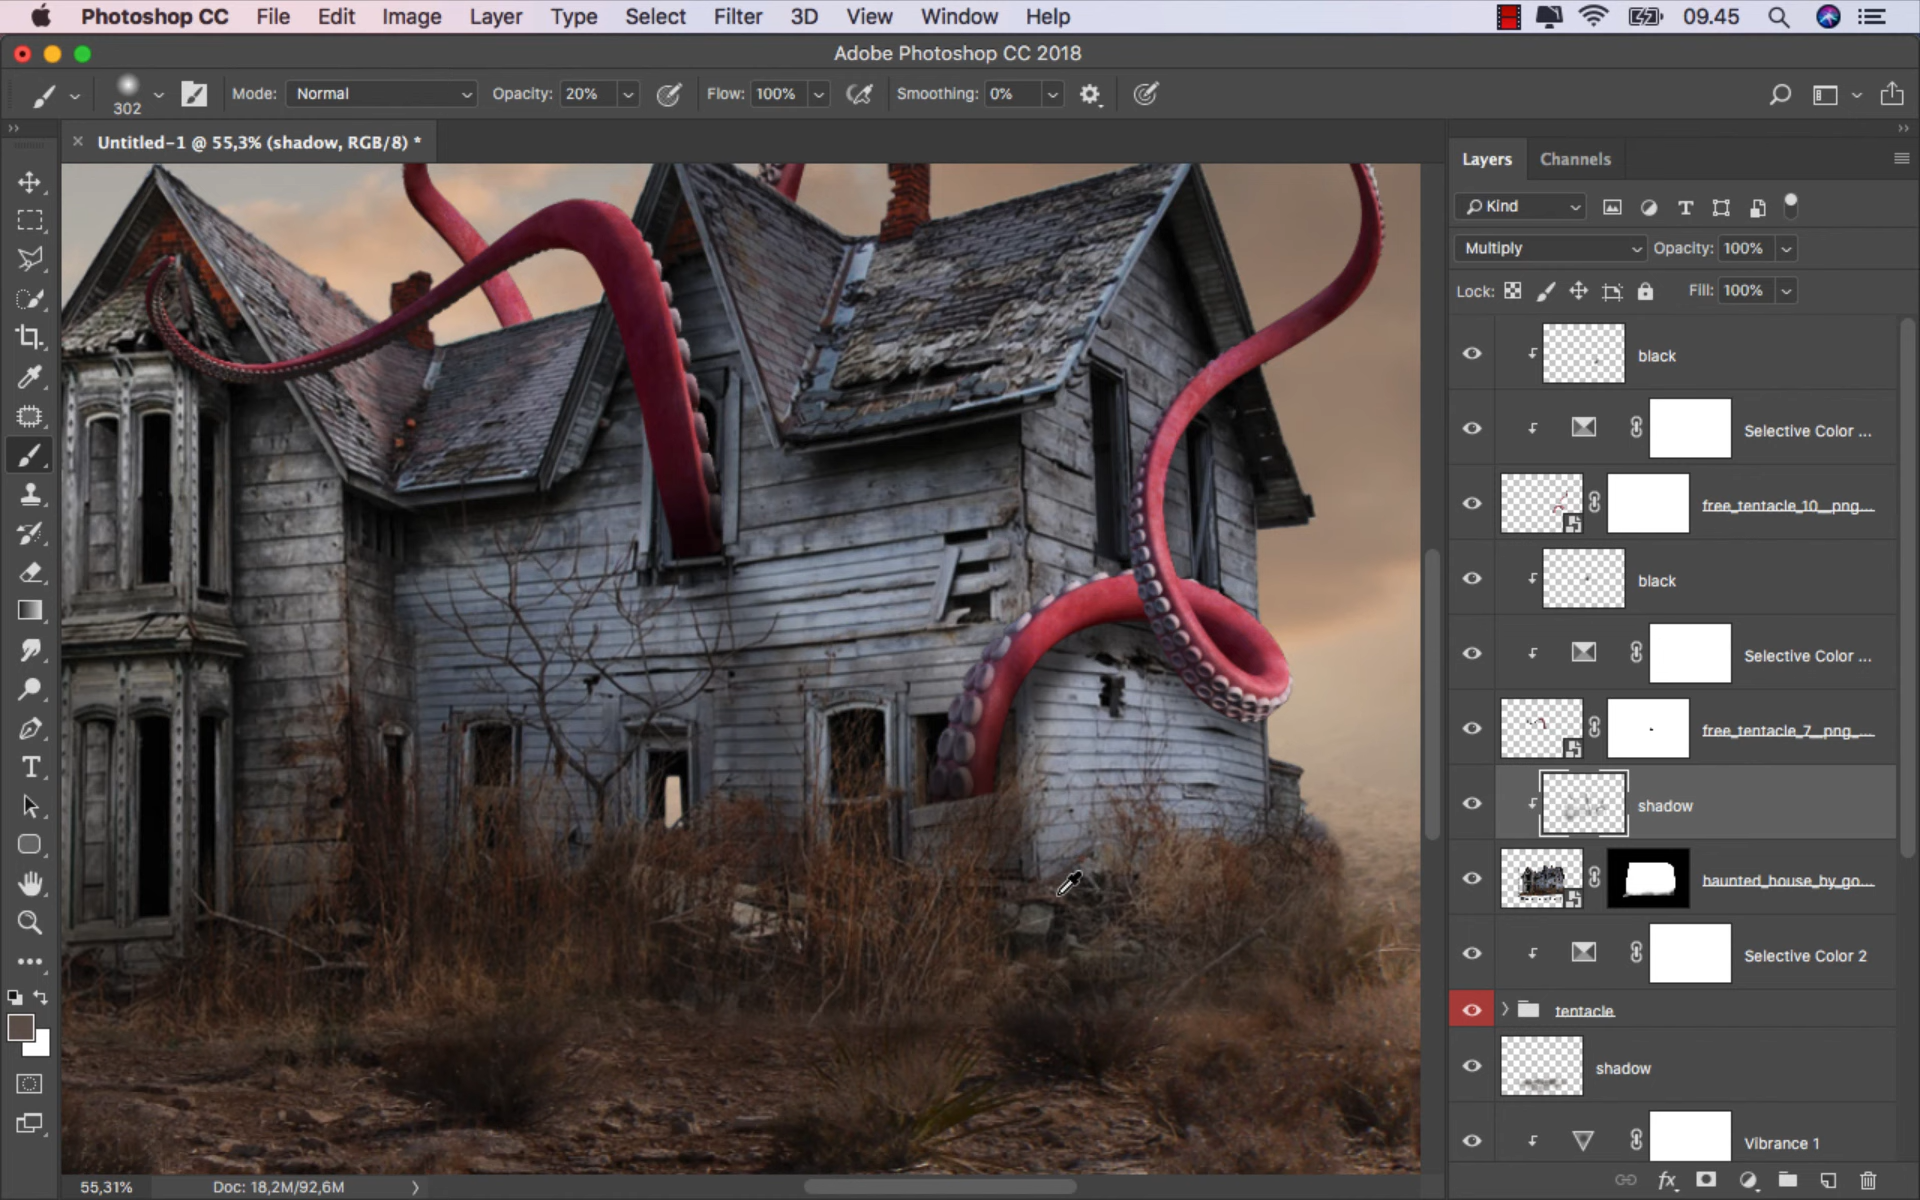 Photoshop CC File Edit Image Layer Type Select Filter 3D View Window Help 09.45
Adobe Photoshop CC 2018
302 Mode: Normal Opacity: 20% Flow: 100% Smoothing: 0%
Untitled-1 @ 55,3% (shadow, RGB/8) *
Layers Channels
Kind
Multiply Opacity: 100%
Lock: Fill: 100%
black
Selective Color ...
free_tentacle_10__png...
black
Selective Color ...
free_tentacle_7__png_...
shadow
haunted_house_by_go...
Selective Color 2
tentacle
shadow
Vibrance 1
55,31% Doc: 18,2M/92,6M